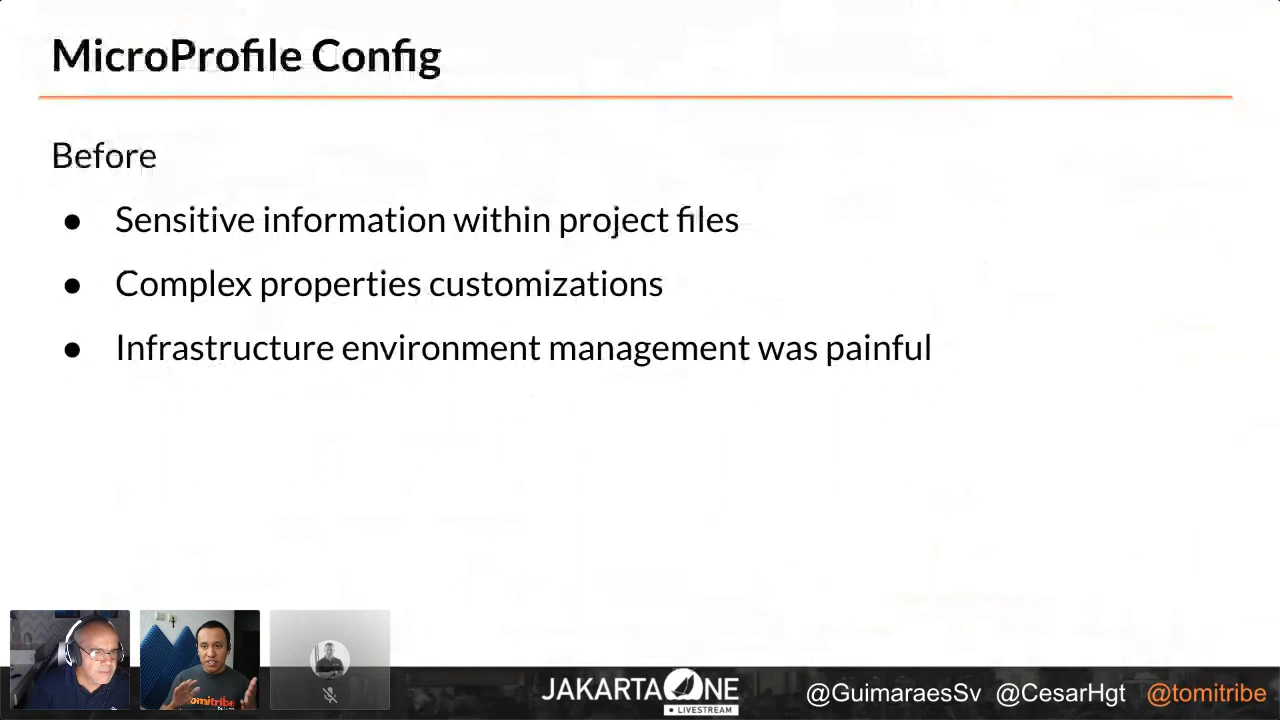 MicroProfile Config
Before
● Sensitive information within project files
● Complex properties customizations
● Infrastructure environment management was painful
tomitribe
JAKARTA ONE
LIVESTREAM
@GuimaraesSv @CesarHgt @tomitribe